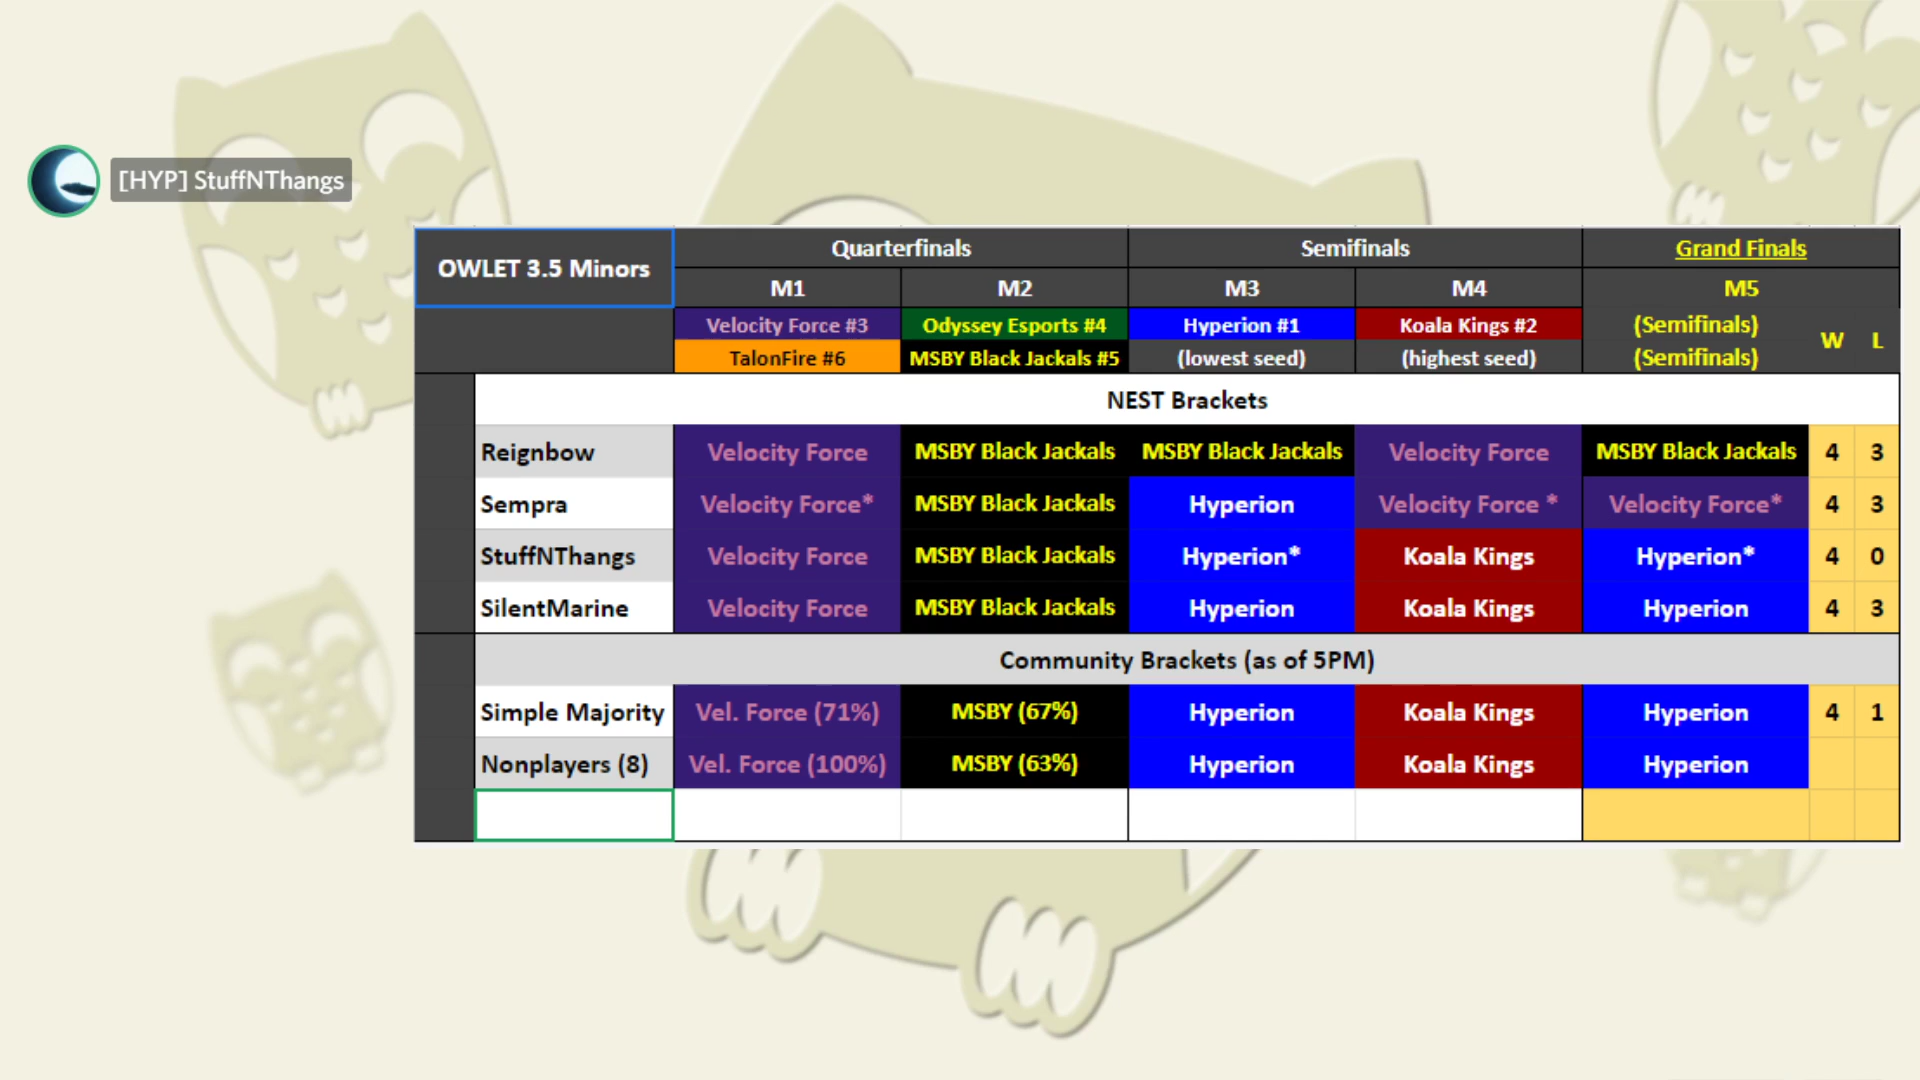 [HYP] StuffNThangs
OWLET 3.5 Minors
Quarterfinals Semifinals Grand Finals
M1 M2 M3 M4 M5
Velocity Force #3 Odyssey Esports #4 Hyperion #1 Koala Kings #2 (Semifinals) W L
TalonFire #6 MSBY Black Jackals #5 (lowest seed) (highest seed) (Semifinals)
NEST Brackets
Reignbow Velocity Force MSBY Black Jackals MSBY Black Jackals Velocity Force MSBY Black Jackals 4 3
Sempra Velocity Force* MSBY Black Jackals Hyperion Velocity Force * Velocity Force* 4 3
StuffNThangs Velocity Force MSBY Black Jackals Hyperion* Koala Kings Hyperion* 4 0
SilentMarine Velocity Force MSBY Black Jackals Hyperion Koala Kings Hyperion 4 3
Community Brackets (as of 5PM)
Simple Majority Vel. Force (71%) MSBY (67%) Hyperion Koala Kings Hyperion 4 1
Nonplayers (8) Vel. Force (100%) MSBY (63%) Hyperion Koala Kings Hyperion